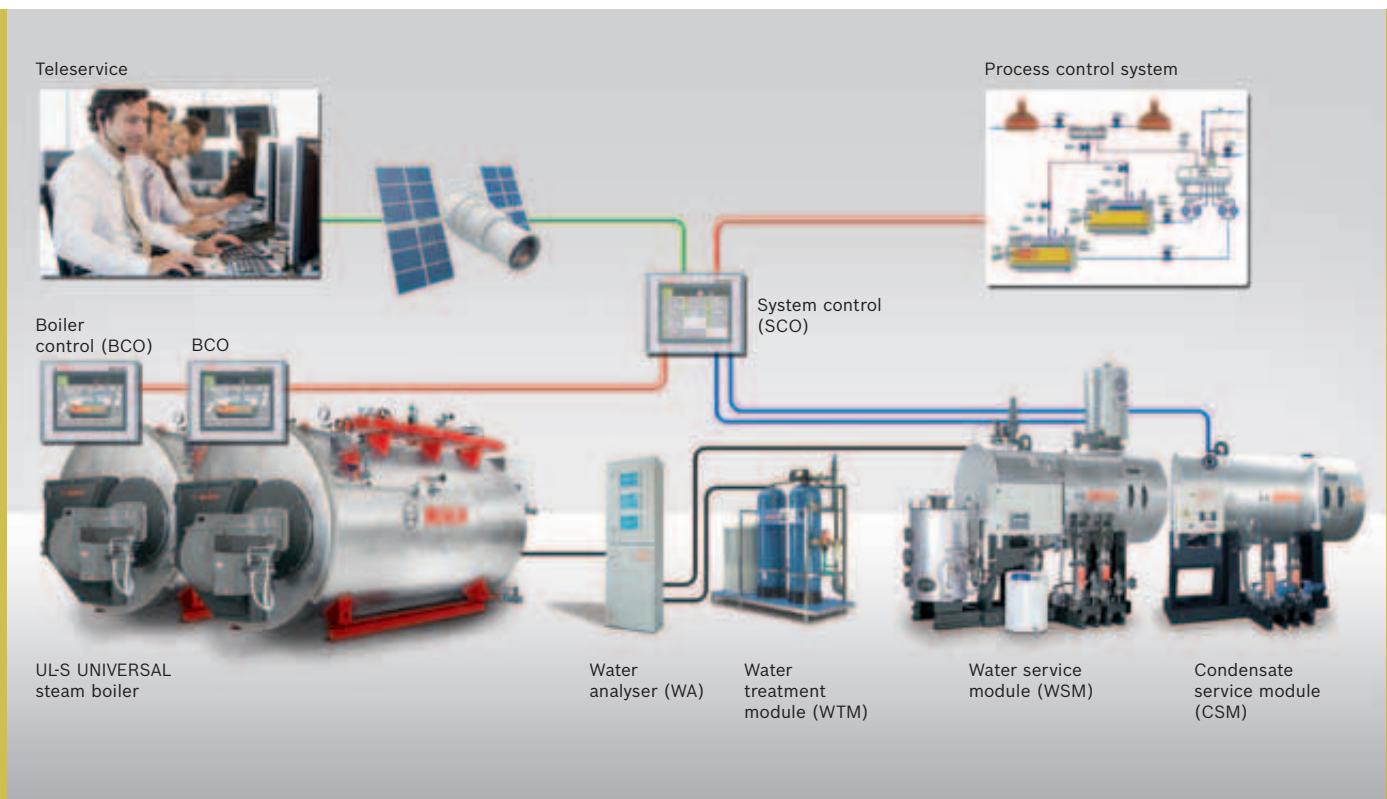 Teleservice
Process control system
System control
(SCO)
Boiler
control (BCO)
BCO
UL-S UNIVERSAL
steam boiler
Water
analyser (WA)
Water
treatment
module (WTM)
Water service
module (WSM)
Condensate
service module
(CSM)